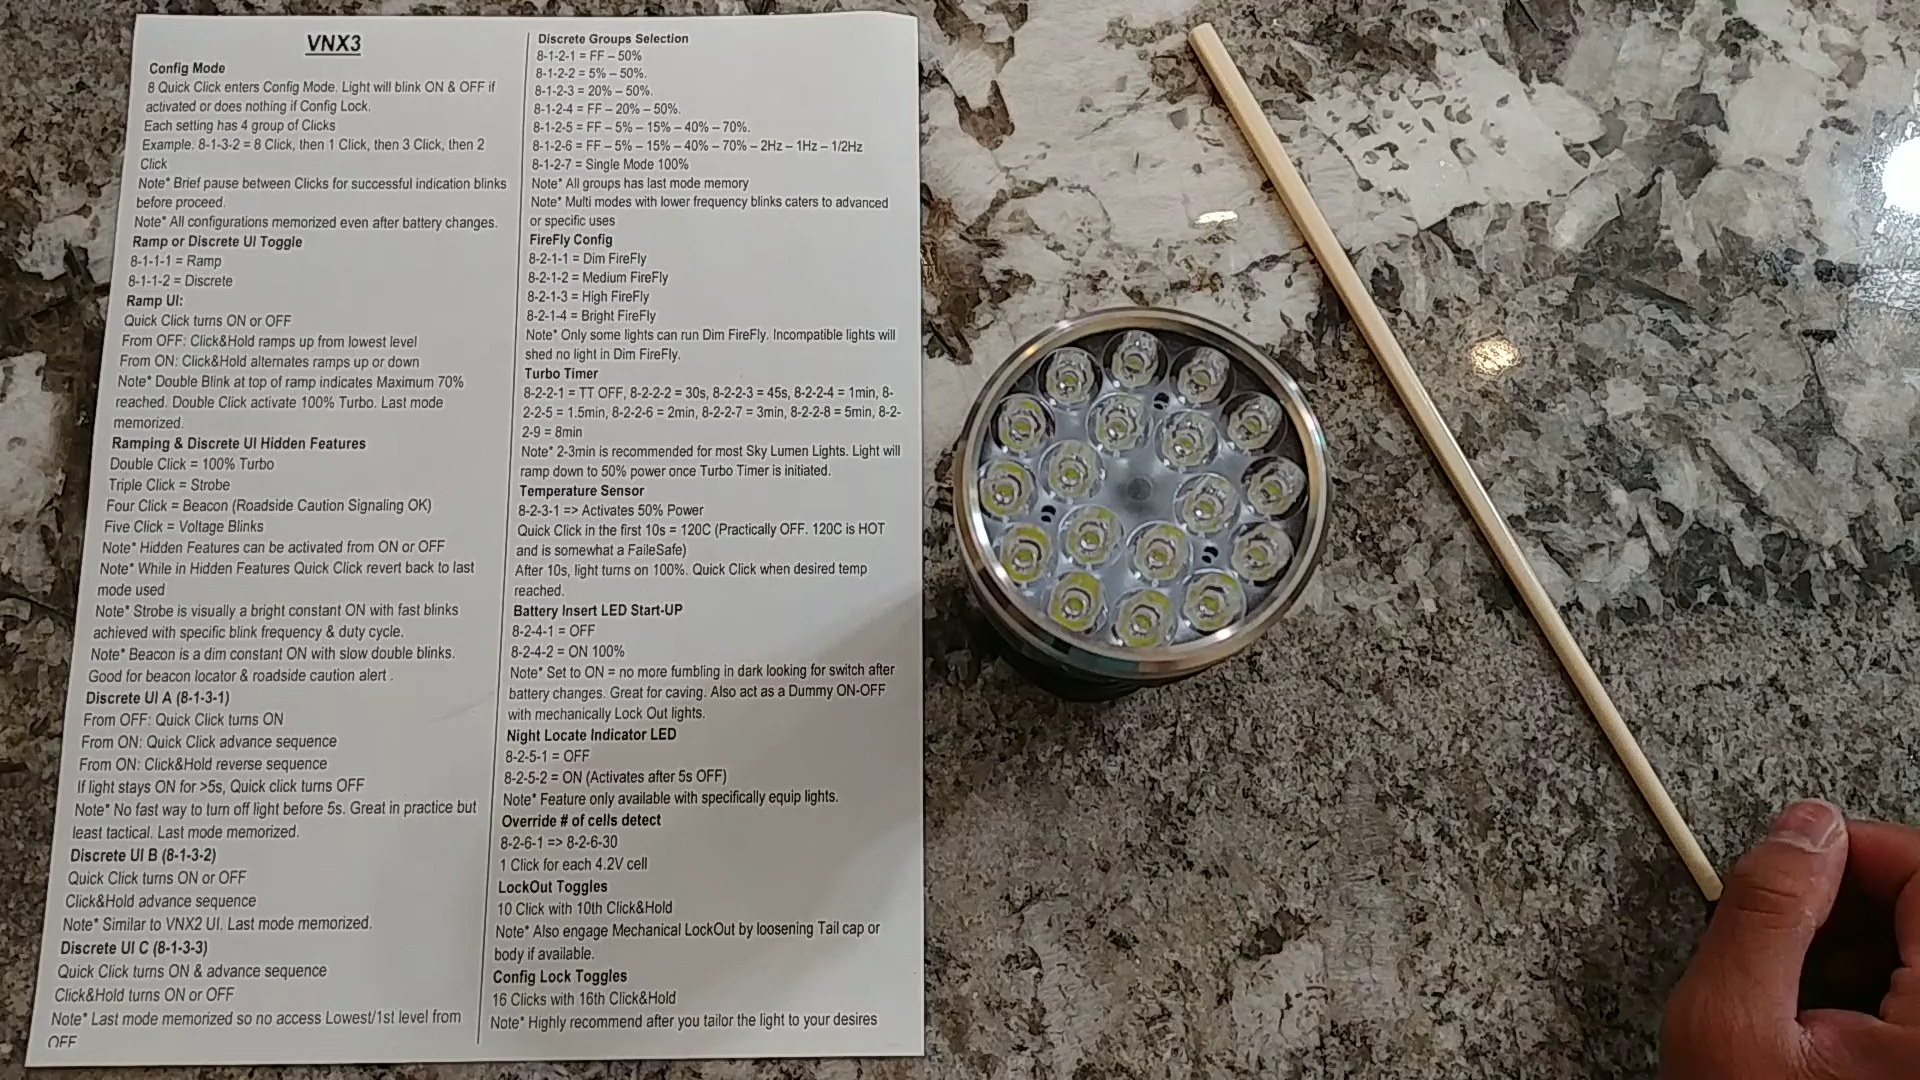 VNX3
Config Mode
8 Quick Click enters Config Mode. Light will blink ON & OFF if
activated or does nothing if Config Lock.
Each setting has 4 group of Clicks
Example. 8-1-3-2 = 8 Click, then 1 Click, then 3 Click, then 2
Click
Note* Brief pause between Clicks for successful indication blinks
before proceed.
Note* All configurations memorized even after battery changes.
Ramp or Discrete UI Toggle
8-1-1-1 = Ramp
8-1-1-2 = Discrete
Ramp UI:
Quick Click turns ON or OFF
From OFF: Click&Hold ramps up from lowest level
From ON: Click&Hold alternates ramps up or down
Note* Double Blink at top of ramp indicates Maximum 70%
reached. Double Click activate 100% Turbo. Last mode
memorized.
Ramping & Discrete UI Hidden Features
Double Click = 100% Turbo
Triple Click = Strobe
Four Click = Beacon (Roadside Caution Signaling OK)
Five Click = Voltage Blinks
Note* Hidden Features can be activated from ON or OFF
Note* While in Hidden Features Quick Click revert back to last
mode used
Note* Strobe is visually a bright constant ON with fast blinks
achieved with specific blink frequency & duty cycle.
Note* Beacon is a dim constant ON with slow double blinks.
Good for beacon locator & roadside caution alert .
Discrete UI A (8-1-3-1)
From OFF: Quick Click turns ON
From ON: Quick Click advance sequence
From ON: Click&Hold reverse sequence
If light stays ON for >5s, Quick click turns OFF
Note* No fast way to turn off light before 5s. Great in practice but
least tactical. Last mode memorized.
Discrete UI B (8-1-3-2)
Quick Click turns ON or OFF
Click&Hold advance sequence
Note* Similar to VNX2 UI. Last mode memorized.
Discrete UI C (8-1-3-3)
Quick Click turns ON & advance sequence
Click&Hold turns ON or OFF
Note* Last mode memorized so no access Lowest/1st level from
OFF
Discrete Groups Selection
8-1-2-1 = FF – 50%
8-1-2-2 = 5% – 50%.
8-1-2-3 = 20% – 50%.
8-1-2-4 = FF – 20% – 50%.
8-1-2-5 = FF – 5% – 15% – 40% – 70%.
8-1-2-6 = FF – 5% – 15% – 40% – 70% – 2Hz – 1Hz – 1/2Hz
8-1-2-7 = Single Mode 100%
Note* All groups has last mode memory
Note* Multi modes with lower frequency blinks caters to advanced
or specific uses
FireFly Config
8-2-1-1 = Dim FireFly
8-2-1-2 = Medium FireFly
8-2-1-3 = High FireFly
8-2-1-4 = Bright FireFly
Note* Only some lights can run Dim FireFly. Incompatible lights will
shed no light in Dim FireFly.
Turbo Timer
8-2-2-1 = TT OFF, 8-2-2-2 = 30s, 8-2-2-3 = 45s, 8-2-2-4 = 1min, 8-
2-2-5 = 1.5min, 8-2-2-6 = 2min, 8-2-2-7 = 3min, 8-2-2-8 = 5min, 8-2-
2-9 = 8min
Note* 2-3min is recommended for most Sky Lumen Lights. Light will
ramp down to 50% power once Turbo Timer is initiated.
Temperature Sensor
8-2-3-1 => Activates 50% Power
Quick Click in the first 10s = 120C (Practically OFF. 120C is HOT
and is somewhat a FaileSafe)
After 10s, light turns on 100%. Quick Click when desired temp
reached.
Battery Insert LED Start-UP
8-2-4-1 = OFF
8-2-4-2 = ON 100%
Note* Set to ON = no more fumbling in dark looking for switch after
battery changes. Great for caving. Also act as a Dummy ON-OFF
with mechanically Lock Out lights.
Night Locate Indicator LED
8-2-5-1 = OFF
8-2-5-2 = ON (Activates after 5s OFF)
Note* Feature only available with specifically equip lights.
Override # of cells detect
8-2-6-1 => 8-2-6-30
1 Click for each 4.2V cell
LockOut Toggles
10 Click with 10th Click&Hold
Note* Also engage Mechanical LockOut by loosening Tail cap or
body if available.
Config Lock Toggles
16 Clicks with 16th Click&Hold
Note* Highly recommend after you tailor the light to your desires